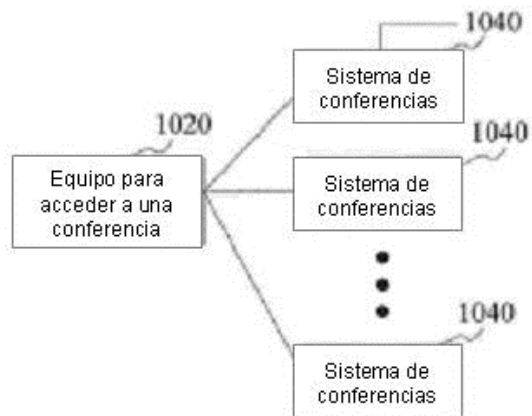 1040
Sistema de
conferencias
1020
1040
Equipo para
acceder a una
conferencia
Sistema de
conferencias
1040
Sistema de
conferencias